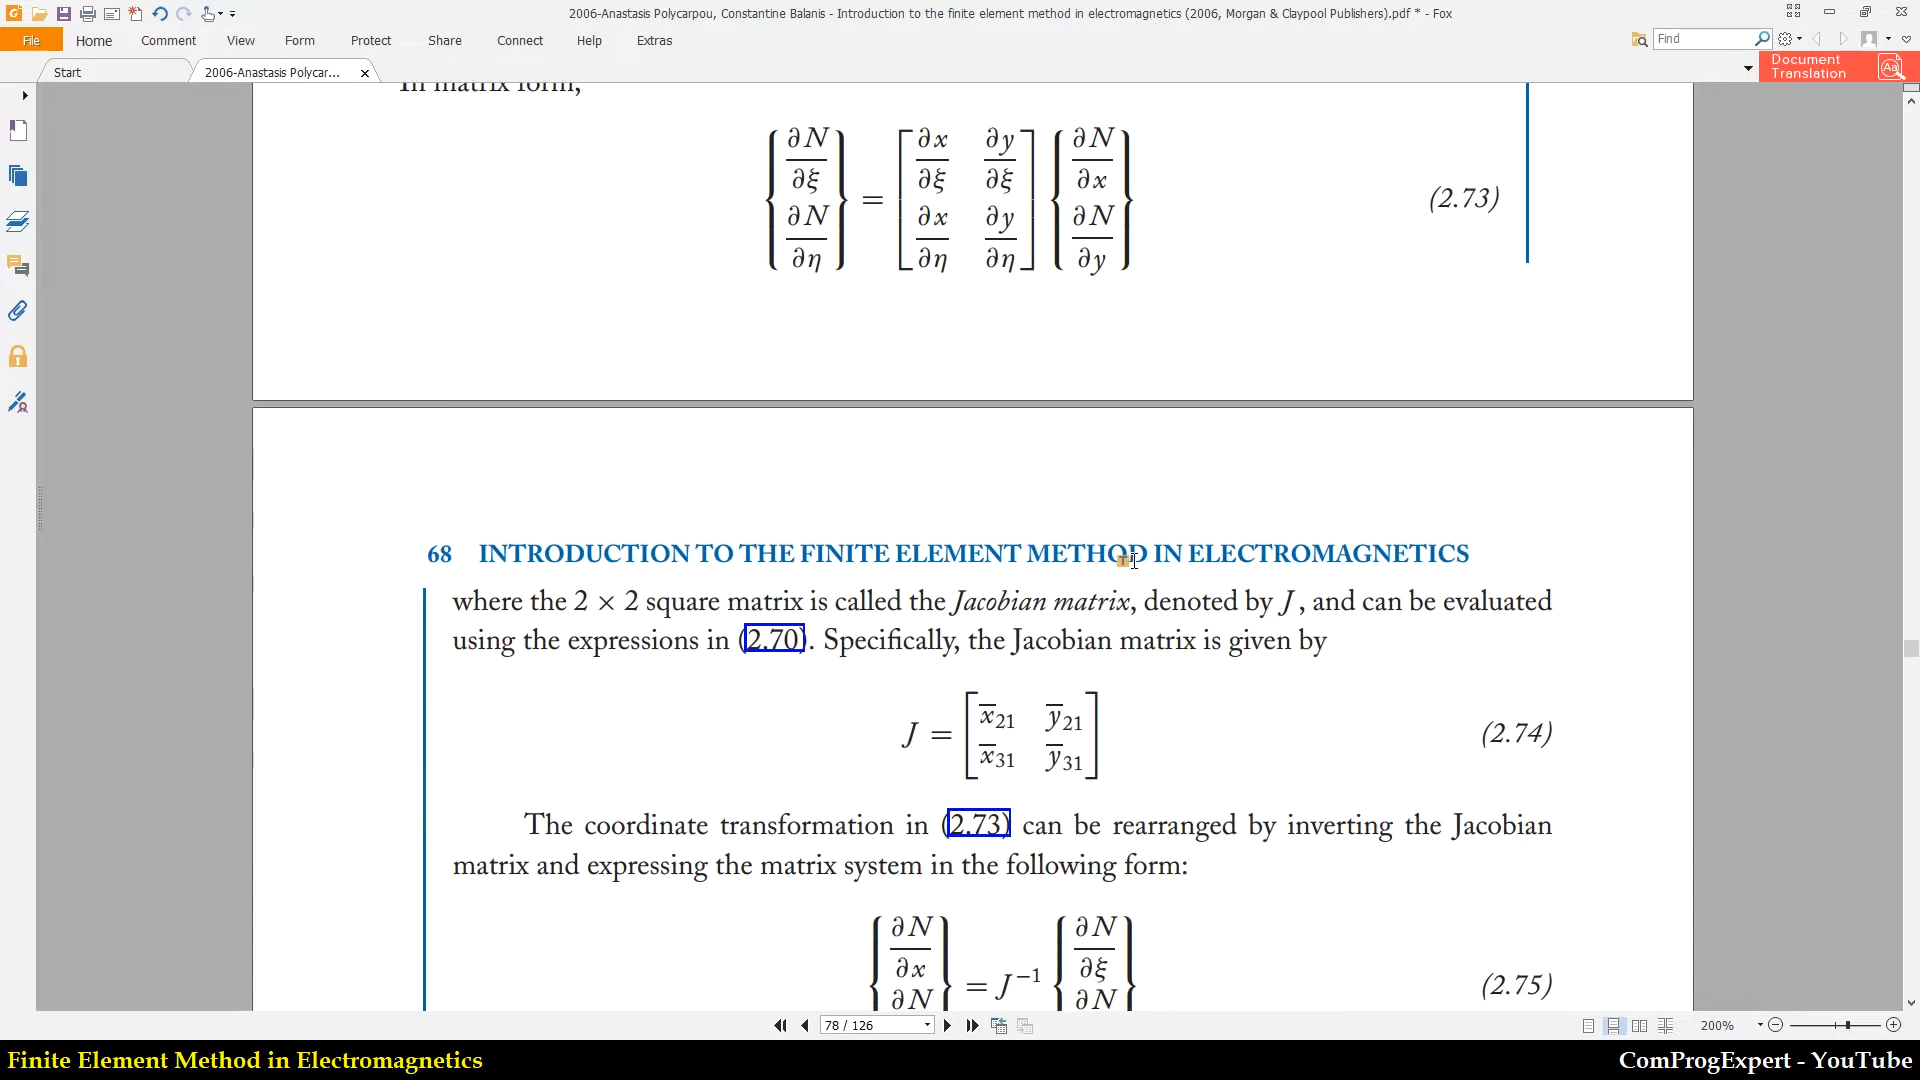 2006-Anastasis Polycarpou, Constantine Balanis - Introduction to the finite element method in electromagnetics (2006, Morgan & Claypool Publishers).pdf * - Fox
File Home Comment View Form Protect Share Connect Help Extras Find
Start 2006-Anastasis Polycar... Document
Translation
In matrix form,
{∂N/∂ξ ∂N/∂η} = [∂x/∂ξ ∂y/∂ξ ∂x/∂η ∂y/∂η] {∂N/∂x ∂N/∂y} (2.73)
68 INTRODUCTION TO THE FINITE ELEMENT METHOD IN ELECTROMAGNETICS
where the 2 × 2 square matrix is called the Jacobian matrix, denoted by J, and can be evaluated
using the expressions in (2.70). Specifically, the Jacobian matrix is given by
J = [x̅21 y̅21 x̅31 y̅31] (2.74)
The coordinate transformation in (2.73) can be rearranged by inverting the Jacobian
matrix and expressing the matrix system in the following form:
{∂N/∂x ∂N = J−1 {∂N/∂ξ ∂N (2.75)
78 / 126 200%
Finite Element Method in Electromagnetics ComProgExpert - YouTube